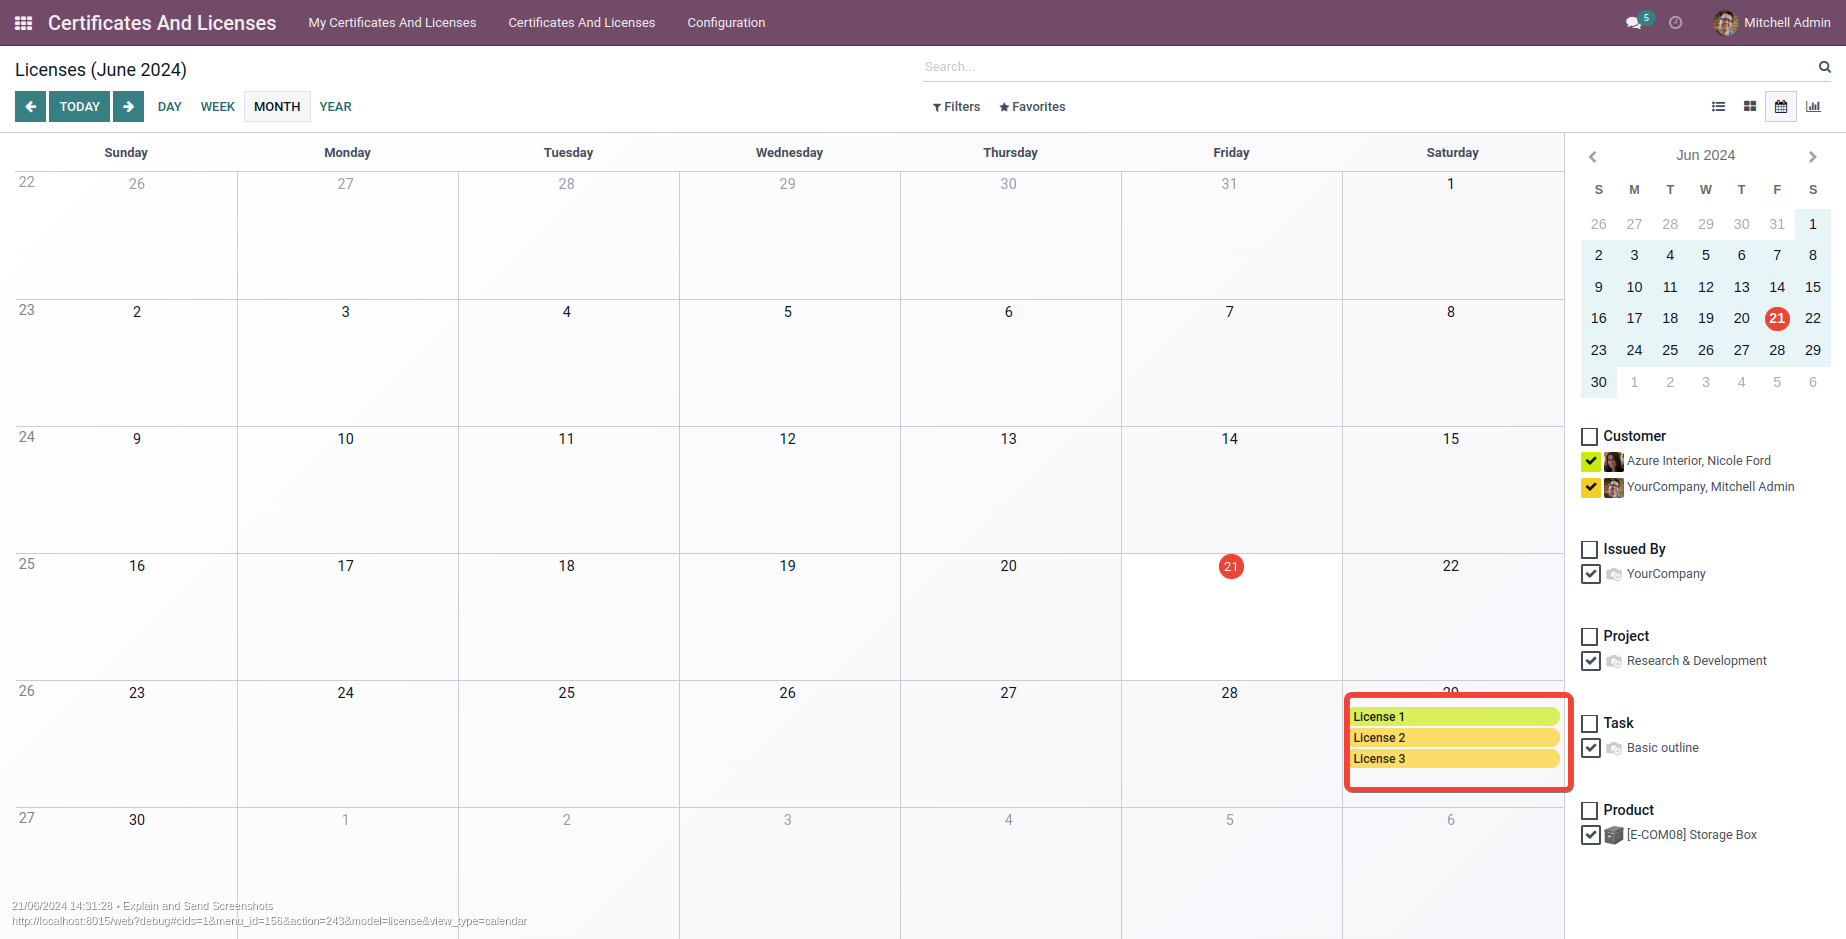 Certificates And Licenses My Certificates And Licenses Certificates And Licenses Configuration 5 Mitchell Admin
Licenses (June 2024) Search...
TODAY DAY WEEK MONTH YEAR Filters Favorites
Sunday Monday Tuesday Wednesday Thursday Friday Saturday
22 26 27 28 29 30 31 1
23 2 3 4 5 6 7 8
24 9 10 11 12 13 14 15
25 16 17 18 19 20 21 22
26 23 24 25 26 27 28 29
License 1
License 2
License 3
27 30 1 2 3 4 5 6
Jun 2024
S M T W T F S
26 27 28 29 30 31 1
2 3 4 5 6 7 8
9 10 11 12 13 14 15
16 17 18 19 20 21 22
23 24 25 26 27 28 29
30 1 2 3 4 5 6
Customer
Azure Interior, Nicole Ford
YourCompany, Mitchell Admin
Issued By
YourCompany
Project
Research & Development
Task
Basic outline
Product
[E-COM08] Storage Box
21/06/2024 14:31:28 • Explain and Send Screenshots
http://localhost:8015/web?debug#cids=1&menu_id=156&action=243&model=license&view_type=calendar